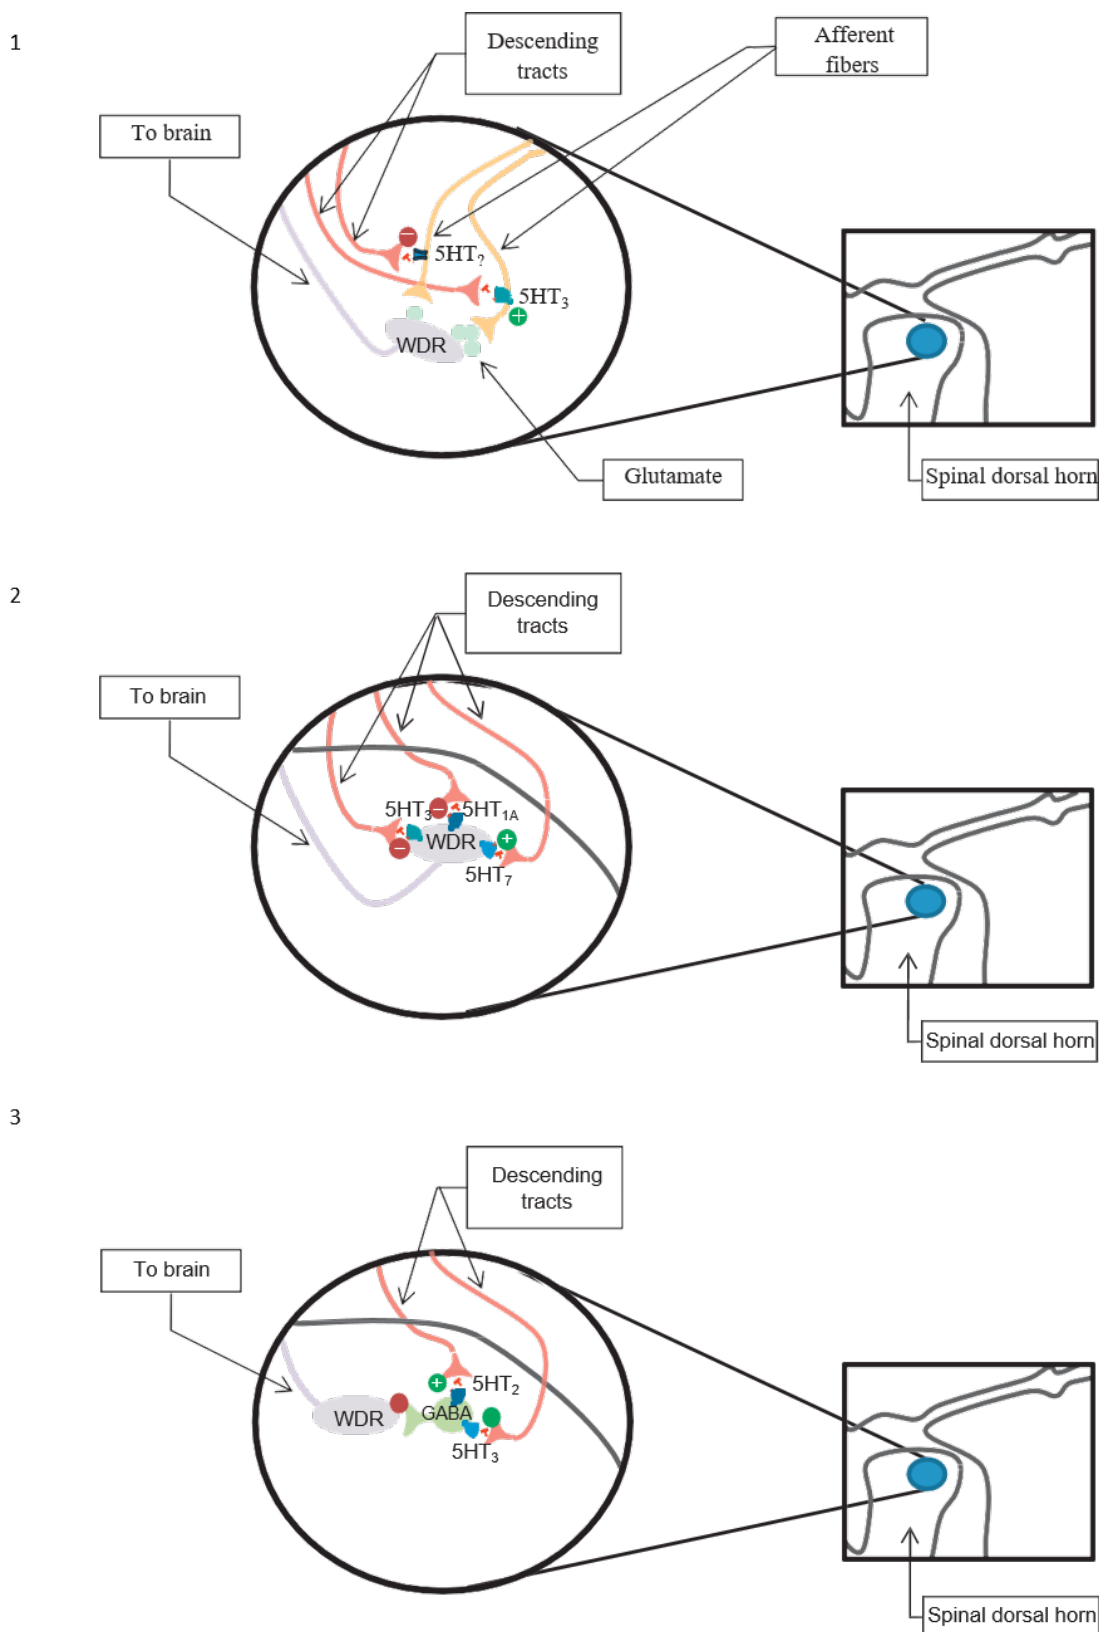 1
Descending
tracts
Afferent
fibers
To brain
−
5HT?
5HT3
+
WDR
Glutamate
Spinal dorsal horn
2
Descending
tracts
To brain
5HT3
−
5HT1A
WDR
+
−
5HT7
Spinal dorsal horn
3
Descending
tracts
To brain
+
5HT2
WDR
GABA
5HT3
Spinal dorsal horn